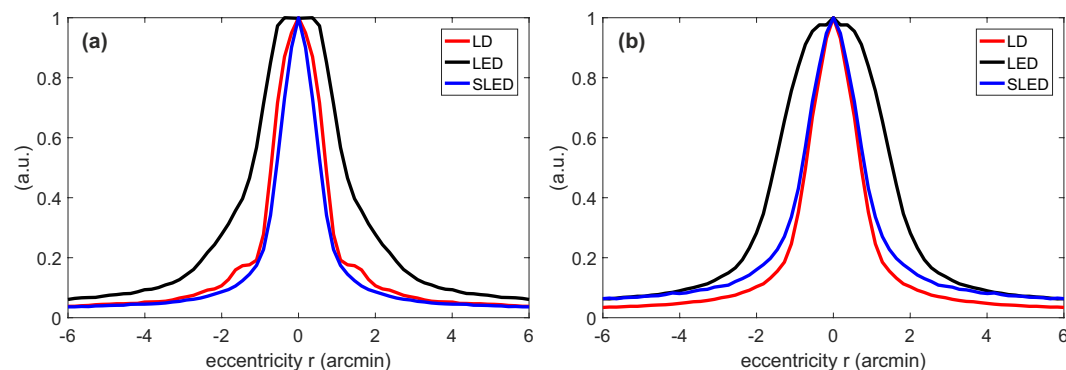 (a)
LD
LED
SLED
1
0.8
0.6
0.4
0.2
0
(a.u.)
-6 -4 -2 0 2 4 6
eccentricity r (arcmin)
(b)
LD
LED
SLED
1
0.8
0.6
0.4
0.2
0
(a.u.)
-6 -4 -2 0 2 4 6
eccentricity r (arcmin)